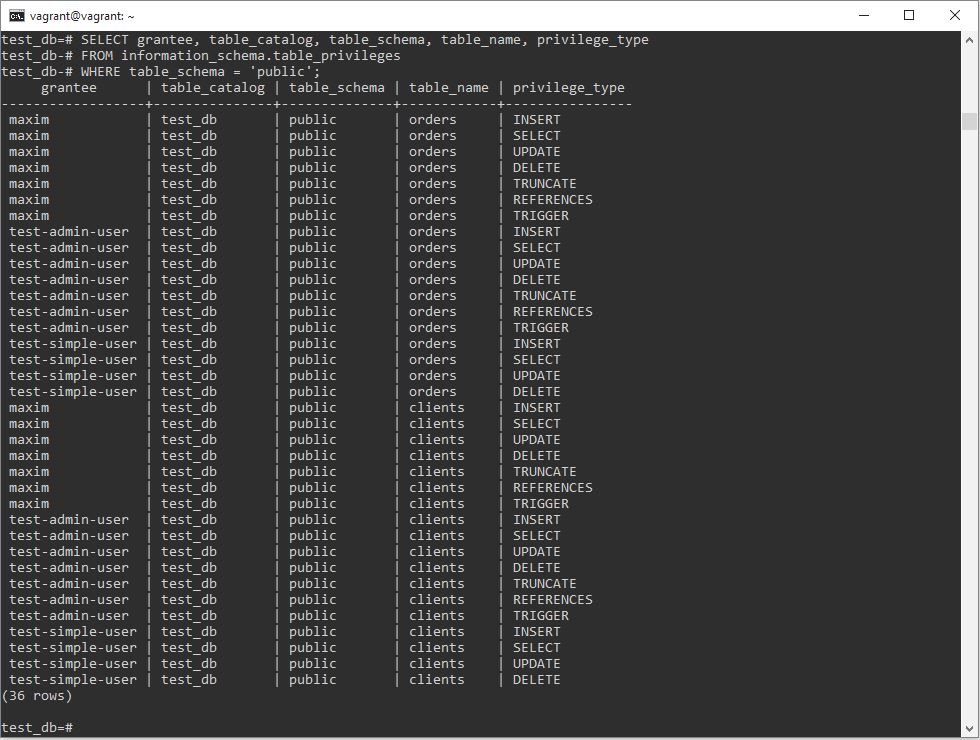 vagrant@vagrant: ~
test_db=# SELECT grantee, table_catalog, table_schema, table_name, privilege_type
test_db-# FROM information_schema.table_privileges
test_db-# WHERE table_schema = 'public';
     grantee      | table_catalog | table_schema | table_name | privilege_type
------------------+---------------+--------------+------------+----------------
 maxim            | test_db       | public       | orders     | INSERT
 maxim            | test_db       | public       | orders     | SELECT
 maxim            | test_db       | public       | orders     | UPDATE
 maxim            | test_db       | public       | orders     | DELETE
 maxim            | test_db       | public       | orders     | TRUNCATE
 maxim            | test_db       | public       | orders     | REFERENCES
 maxim            | test_db       | public       | orders     | TRIGGER
 test-admin-user  | test_db       | public       | orders     | INSERT
 test-admin-user  | test_db       | public       | orders     | SELECT
 test-admin-user  | test_db       | public       | orders     | UPDATE
 test-admin-user  | test_db       | public       | orders     | DELETE
 test-admin-user  | test_db       | public       | orders     | TRUNCATE
 test-admin-user  | test_db       | public       | orders     | REFERENCES
 test-admin-user  | test_db       | public       | orders     | TRIGGER
 test-simple-user | test_db       | public       | orders     | INSERT
 test-simple-user | test_db       | public       | orders     | SELECT
 test-simple-user | test_db       | public       | orders     | UPDATE
 test-simple-user | test_db       | public       | orders     | DELETE
 maxim            | test_db       | public       | clients    | INSERT
 maxim            | test_db       | public       | clients    | SELECT
 maxim            | test_db       | public       | clients    | UPDATE
 maxim            | test_db       | public       | clients    | DELETE
 maxim            | test_db       | public       | clients    | TRUNCATE
 maxim            | test_db       | public       | clients    | REFERENCES
 maxim            | test_db       | public       | clients    | TRIGGER
 test-admin-user  | test_db       | public       | clients    | INSERT
 test-admin-user  | test_db       | public       | clients    | SELECT
 test-admin-user  | test_db       | public       | clients    | UPDATE
 test-admin-user  | test_db       | public       | clients    | DELETE
 test-admin-user  | test_db       | public       | clients    | TRUNCATE
 test-admin-user  | test_db       | public       | clients    | REFERENCES
 test-admin-user  | test_db       | public       | clients    | TRIGGER
 test-simple-user | test_db       | public       | clients    | INSERT
 test-simple-user | test_db       | public       | clients    | SELECT
 test-simple-user | test_db       | public       | clients    | UPDATE
 test-simple-user | test_db       | public       | clients    | DELETE
(36 rows)
test_db=#